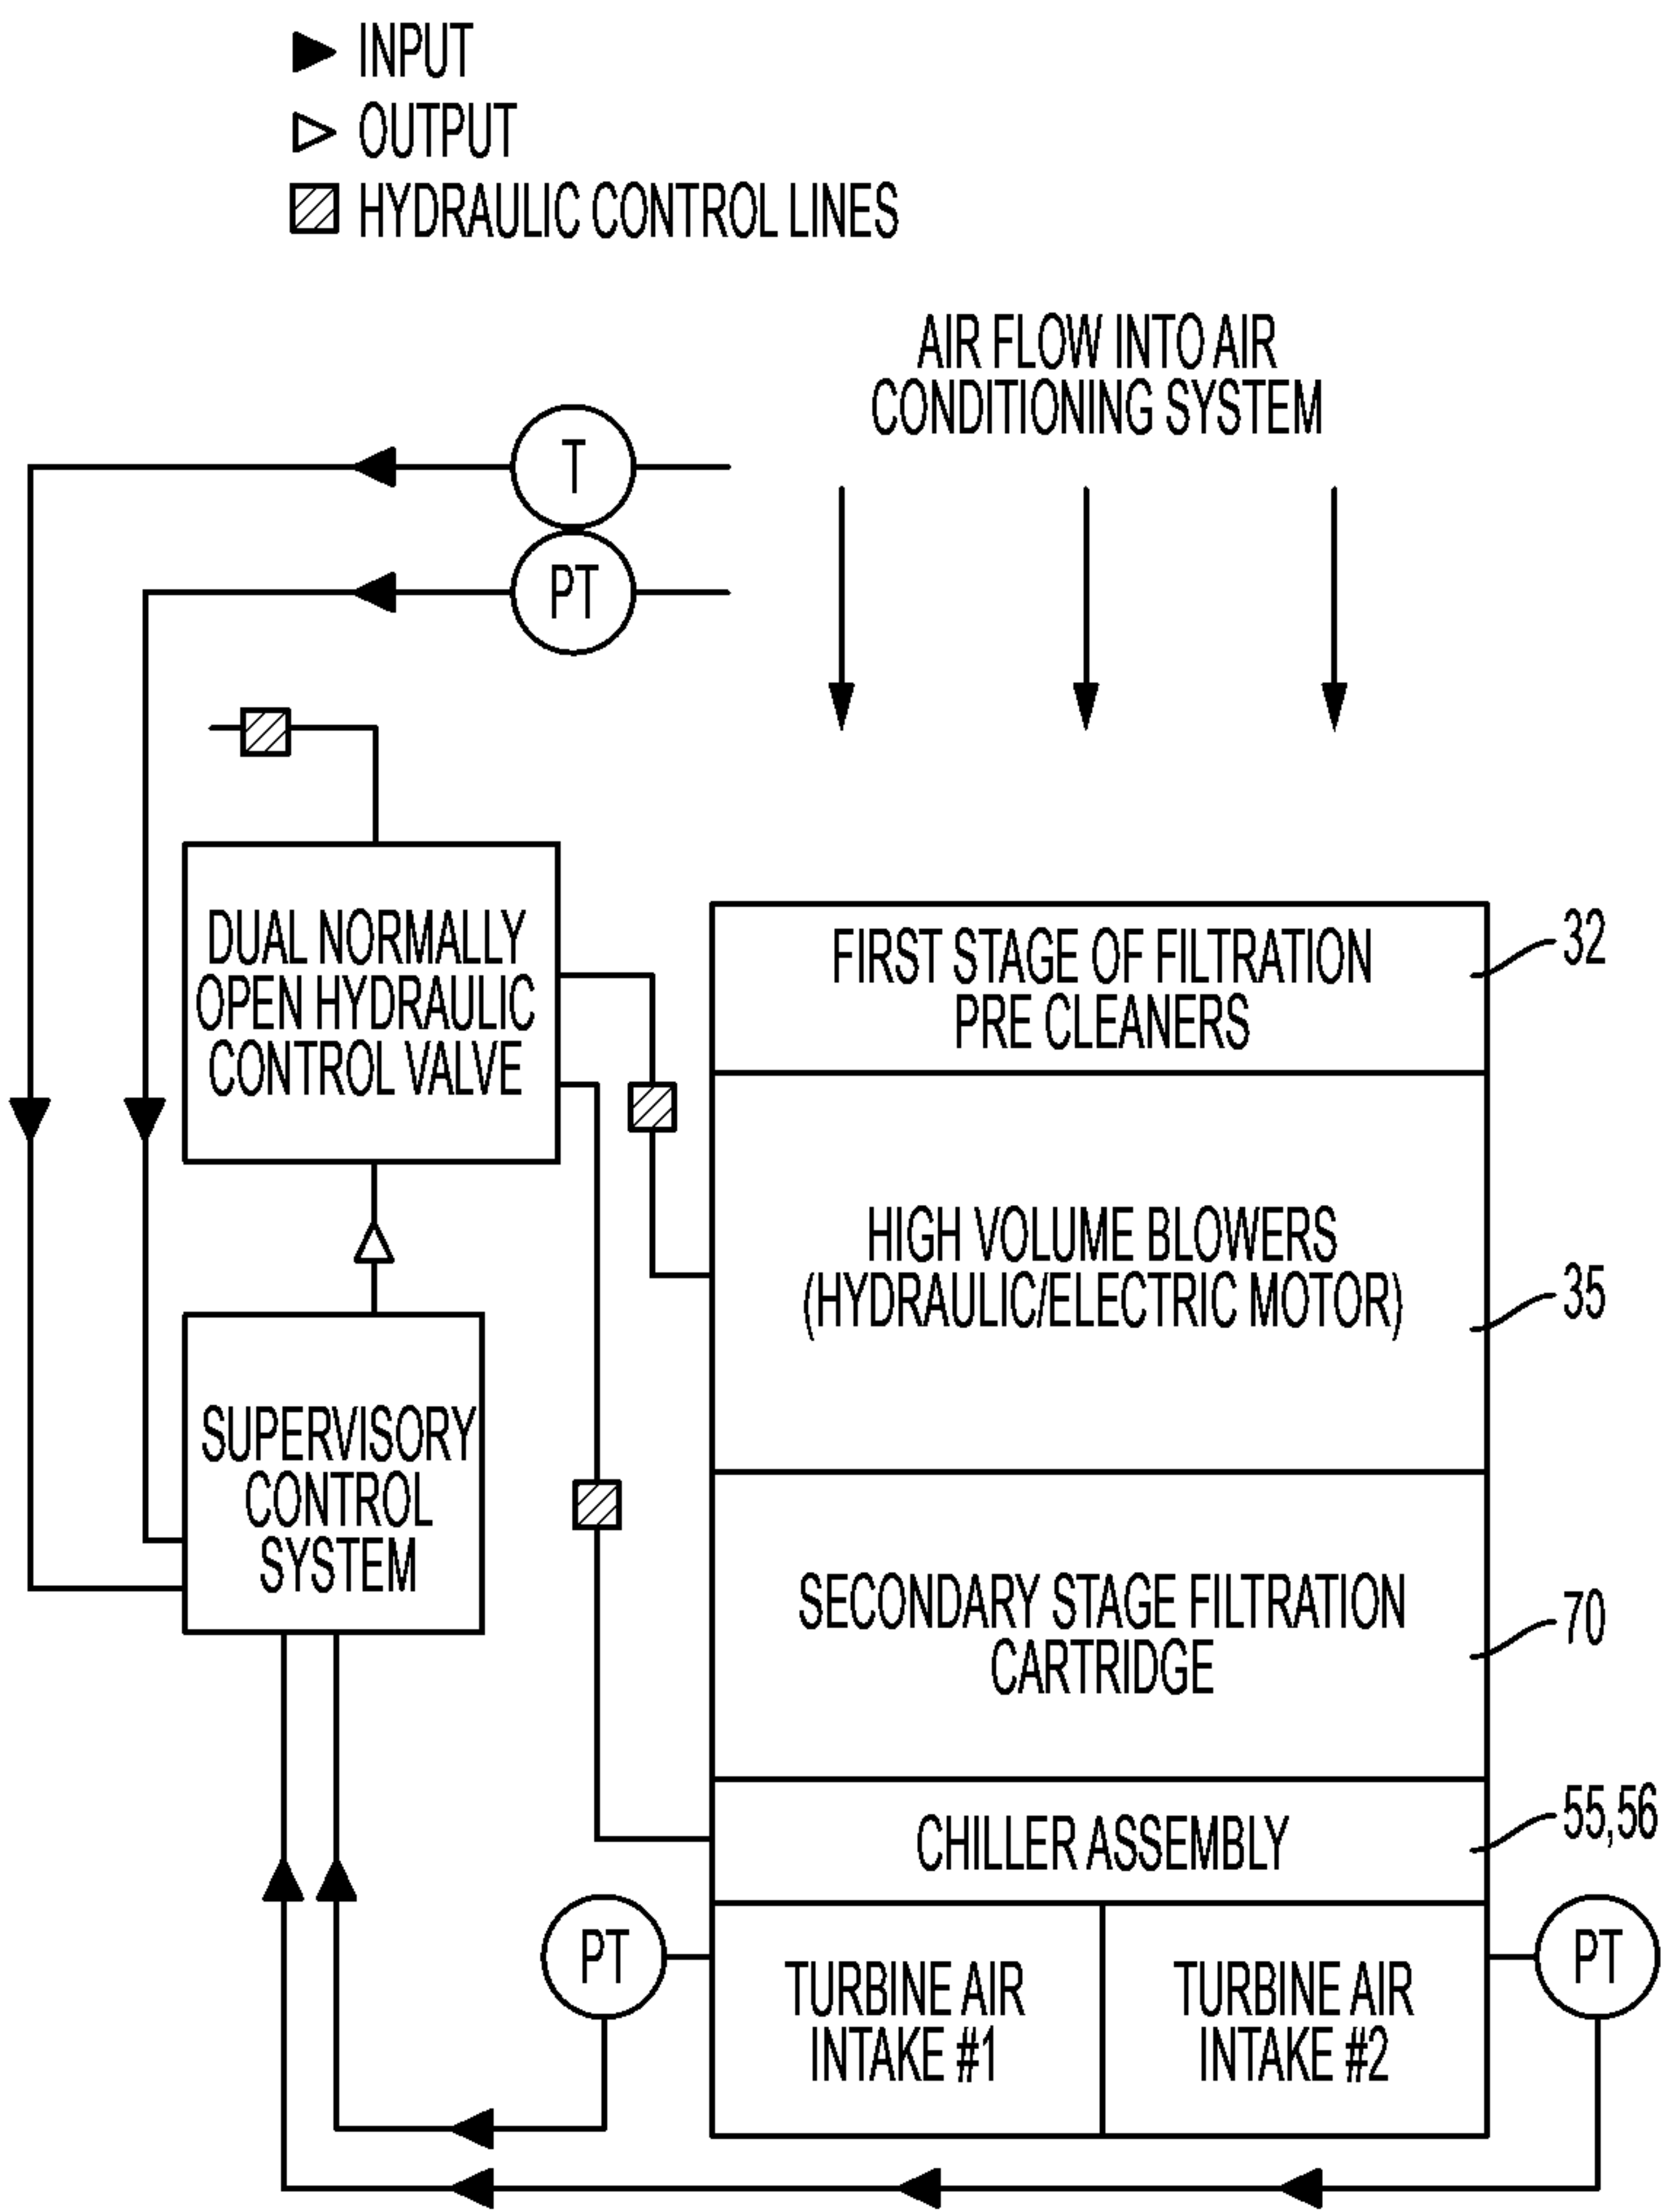 INPUT
OUTPUT
HYDRAULIC CONTROL LINES
AIR FLOW INTO AIR
CONDITIONING SYSTEM
T
PT
DUAL NORMALLY
OPEN HYDRAULIC
CONTROL VALVE
FIRST STAGE OF FILTRATION
PRE CLEANERS
32
HIGH VOLUME BLOWERS
(HYDRAULIC/ELECTRIC MOTOR)
35
SUPERVISORY
CONTROL
SYSTEM
SECONDARY STAGE FILTRATION
CARTRIDGE
70
CHILLER ASSEMBLY
55,56
PT
TURBINE AIR
INTAKE #1
TURBINE AIR
INTAKE #2
PT